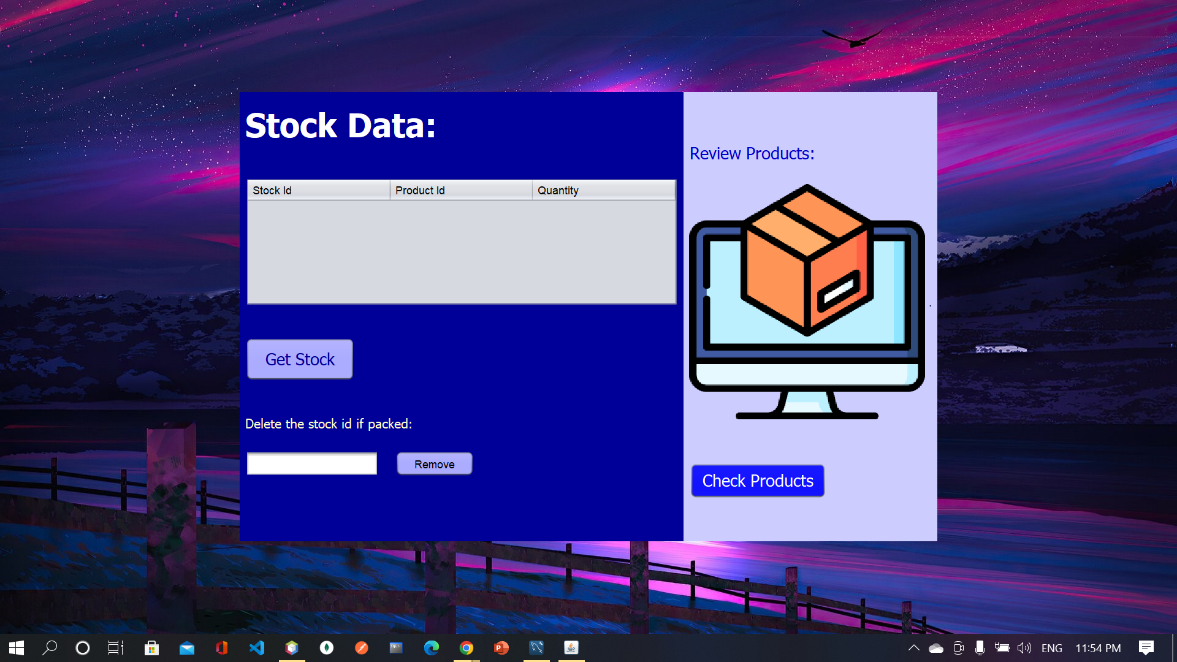 Stock Data:
Stock Id Product Id Quantity
Get Stock
Delete the stock id if packed:
Remove
Review Products:
Check Products
ENG 11:54 PM